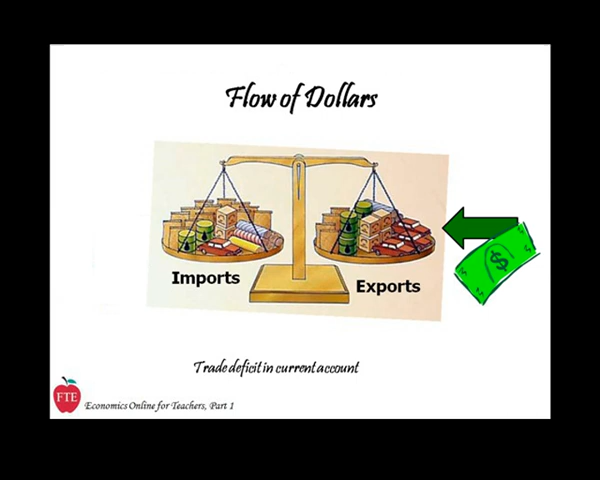 Flow of Dollars
Imports
Exports
$
Trade deficit in current account
FTE
Economics Online for Teachers, Part 1